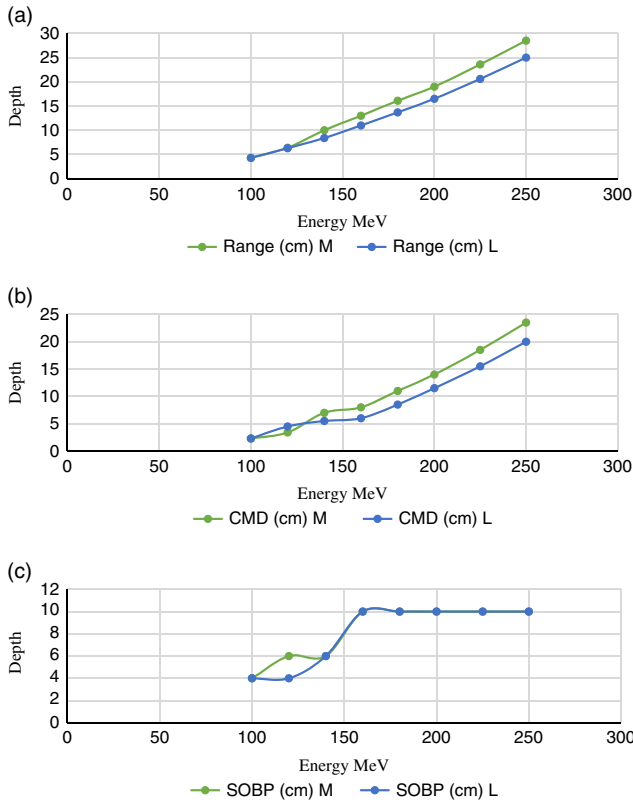 (a)
30
25
20
15
10
5
0
Depth
0 50 100 150 200 250 300
Energy MeV
Range (cm) M Range (cm) L
(b)
25
20
15
10
5
0
Depth
0 50 100 150 200 250 300
Energy MeV
CMD (cm) M CMD (cm) L
(c)
12
10
8
6
4
2
0
Depth
0 50 100 150 200 250 300
Energy MeV
SOBP (cm) M SOBP (cm) L